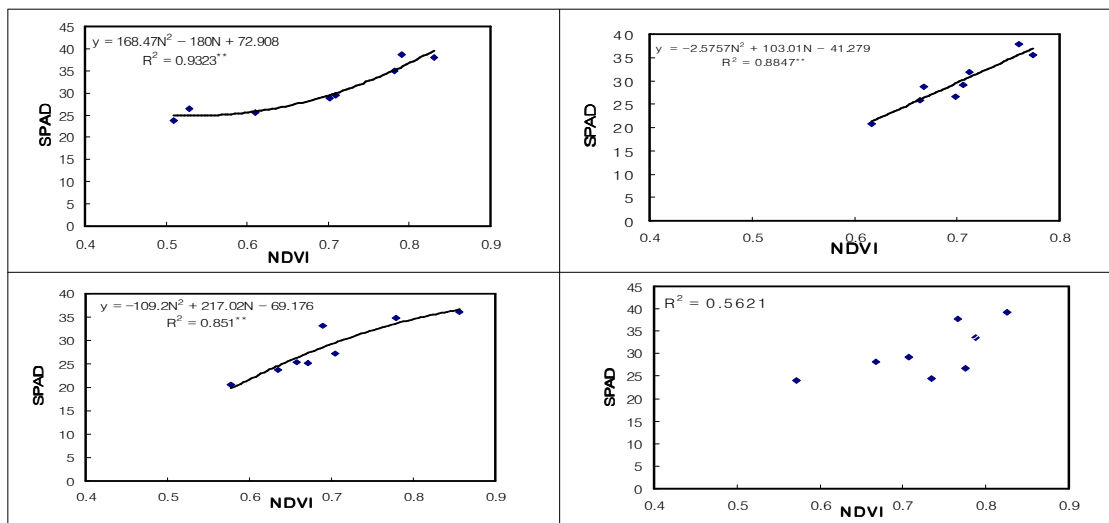 y = 168.47N² − 180N + 72.908
R² = 0.9323**
45
40
35
30
25
20
15
10
5
0
SPAD
0.4 0.5 0.6 0.7 0.8 0.9
NDVI
y = −2.5757N² + 103.01N − 41.279
R² = 0.8847**
40
35
30
25
20
15
10
5
0
SPAD
0.4 0.5 0.6 0.7 0.8
NDVI
y = −109.2N² + 217.02N − 69.176
R² = 0.851**
40
35
30
25
20
15
10
5
0
SPAD
0.4 0.5 0.6 0.7 0.8 0.9
NDVI
R² = 0.5621
45
40
35
30
25
20
15
10
5
0
SPAD
0.4 0.5 0.6 0.7 0.8 0.9
NDVI